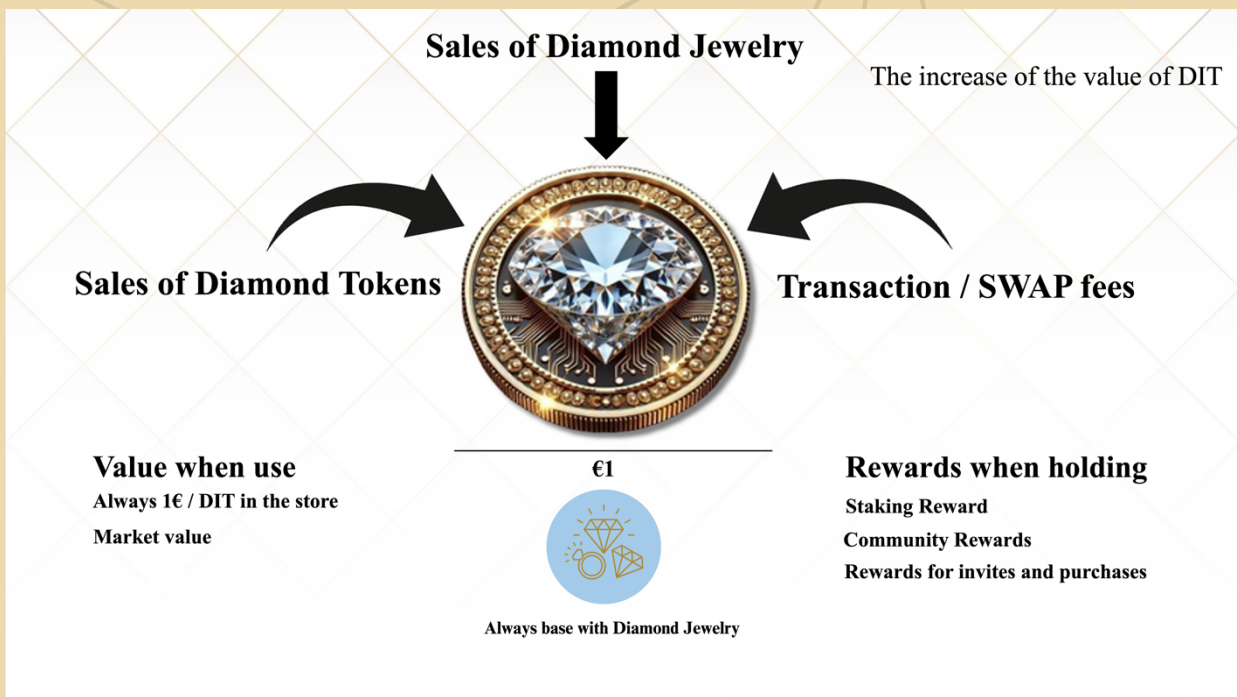 Sales of Diamond Jewelry
The increase of the value of DIT
Sales of Diamond Tokens
Transaction / SWAP fees
Value when use
Always 1€ / DIT in the store
Market value
€1
Always base with Diamond Jewelry
Rewards when holding
Staking Reward
Community Rewards
Rewards for invites and purchases